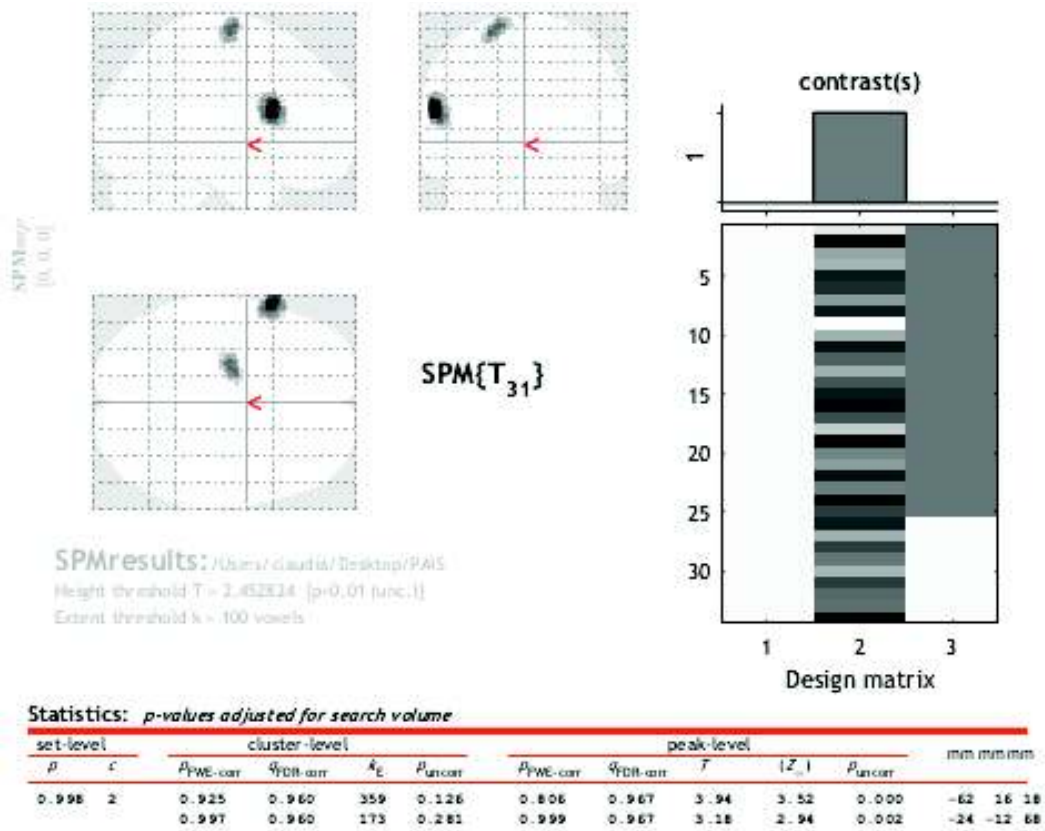 contrast(s)
1
<
<
SPMmip
[0, 0, 0]
<
SPM{T31}
5
10
15
20
25
30
1 2 3
Design matrix
SPMresults: /Users/claudia/Desktop/PAIS
Height threshold T = 2.452824 {p<0.01 (unc.)}
Extent threshold k = 100 voxels
Statistics: p-values adjusted for search volume
set-level cluster-level peak-level mm mm mm
p c pFWE-corr qFDR-corr kE puncorr pFWE-corr qFDR-corr T (Z≡) puncorr
0.998 2 0.925 0.960 359 0.126 0.806 0.967 3.94 3.52 0.000 -62 16 18
0.997 0.960 173 0.281 0.999 0.967 3.18 2.94 0.002 -24 -12 68